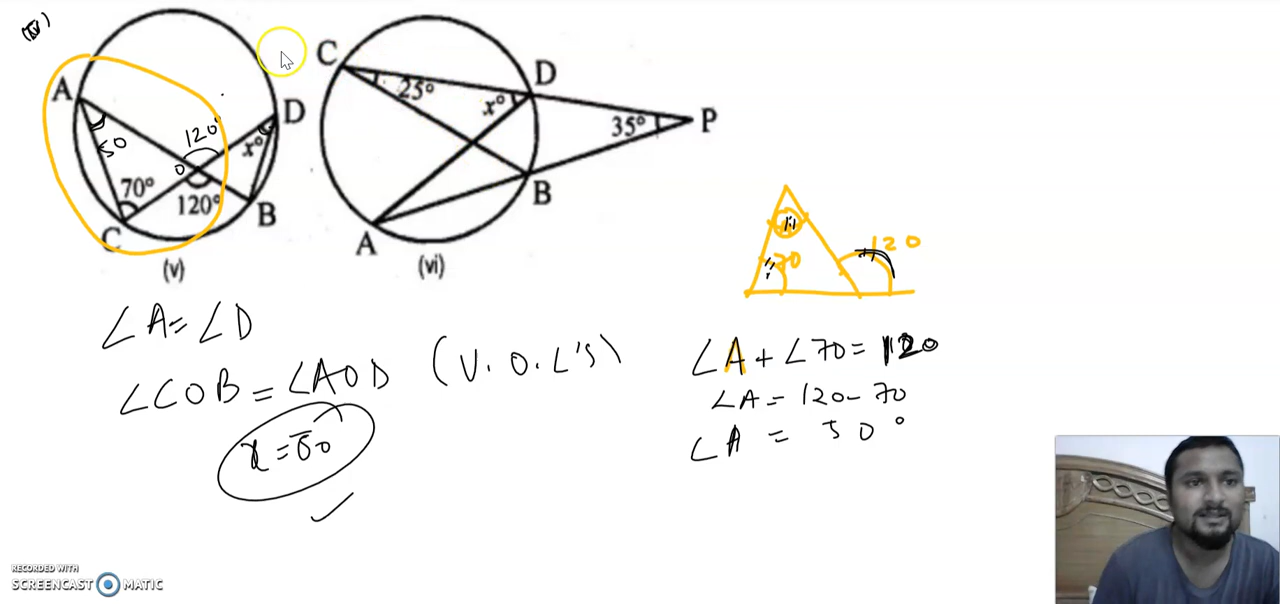 (iv)
A
50
120°
D
x°
O
70°
120°
B
C
(v)
C
25°
D
x°
35°
P
B
A
(vi)
70
120
∠A = ∠D
∠COB = ∠AOD (V. O. ∠'S)
x = 50
∠A + ∠70 = 120
∠A = 120 - 70
∠A = 50°
RECORDED WITH
SCREENCAST MATIC